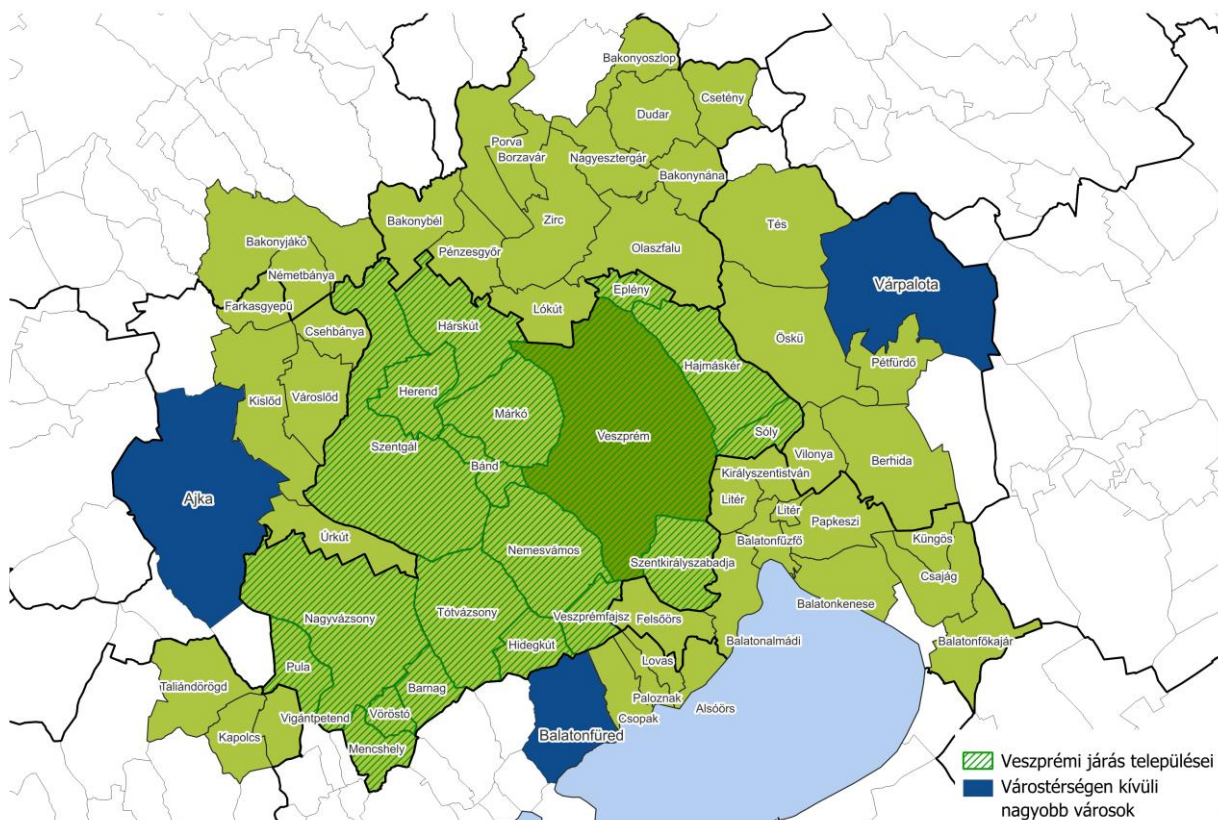 Bakonyoszlop
Csetény
Dudar
Porva
Borzavár
Nagyesztergár
Bakonynána
Bakonybél
Zirc
Tés
Bakonyjákó
Pénzesgyőr
Olaszfalu
Németbánya
Várpalota
Eplény
Farkasgyepű
Lókút
Csehbánya
Hárskút
Öskü
Hajmáskér
Pétfürdő
Herend
Kislőd
Városlőd
Márkó
Veszprém
Sóly
Szentgál
Vilonya
Berhida
Bánd
Királyszentistván
Ajka
Litér
Litér
Papkeszi
Úrkút
Balatonfűzfő
Küngös
Nemesvámos
Szentkirályszabadja
Csajág
Balatonkenese
Nagyvázsony
Tótvázsony
Veszprémfajsz
Felsőörs
Balatonalmádi
Balatonfőkajár
Hidegkút
Lovas
Pula
Taliándörögd
Barnag
Paloznak
Alsóörs
Vöröstó
Csopak
Vigántpetend
Kapolcs
Balatonfüred
Mencshely
Veszprémi járás települései
Várostérségen kívüli
nagyobb városok